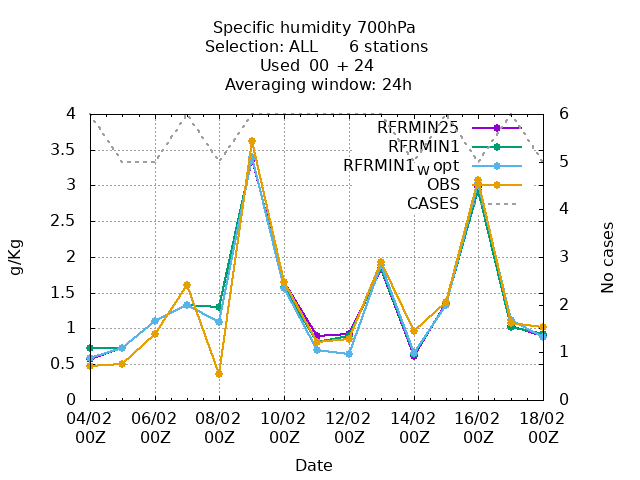 Specific humidity 700hPa
Selection: ALL 6 stations
Used 00 + 24
Averaging window: 24h
RFRMIN25
RFRMIN1
RFRMIN1_W opt
OBS
CASES
4
3.5
3
2.5
2
1.5
1
0.5
0
g/Kg
6
5
4
3
2
1
0
No cases
04/02 06/02 08/02 10/02 12/02 14/02 16/02 18/02
00Z 00Z 00Z 00Z 00Z 00Z 00Z 00Z
Date